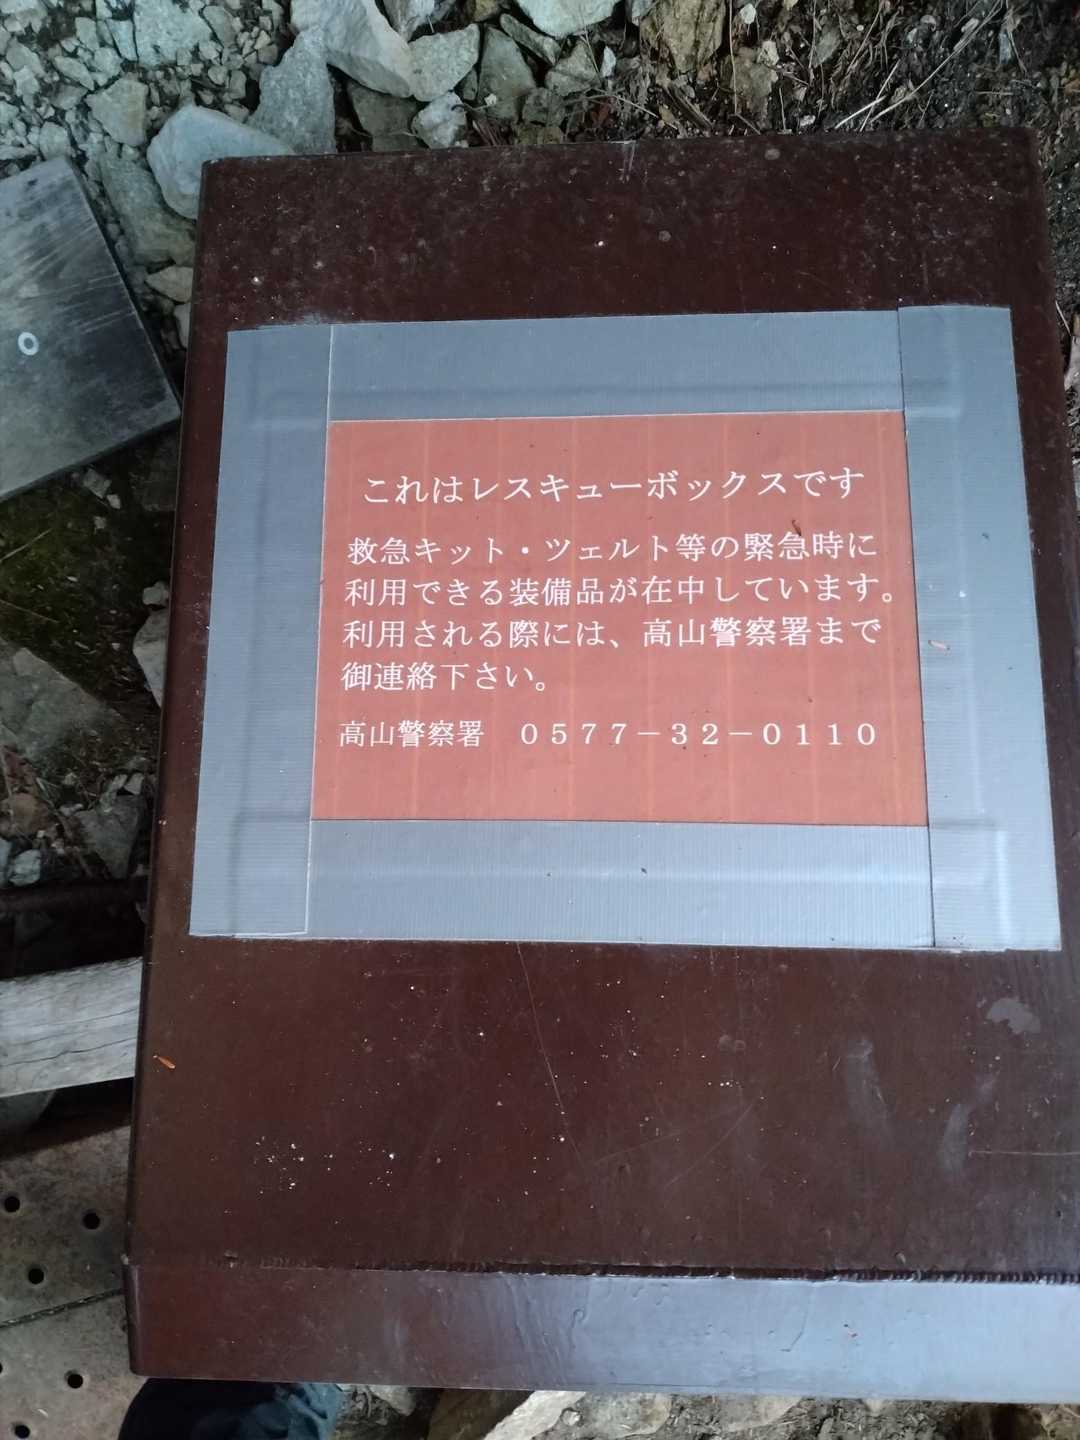 これはレスキューボックスです
救急キット・ツェルト等の緊急時に
利用できる装備品が在中しています。
利用される際には、高山警察署まで
御連絡下さい。
高山警察署　０５７７－３２－０１１０